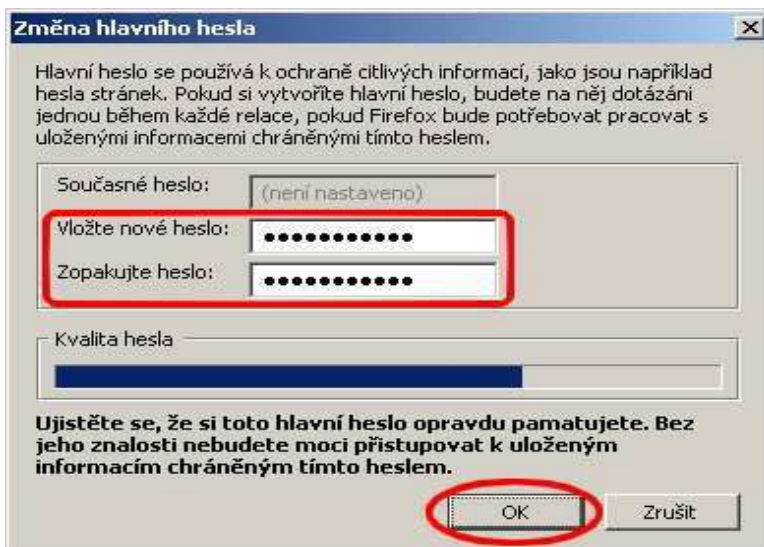 Změna hlavního hesla
Hlavní heslo se používá k ochraně citlivých informací, jako jsou například
hesla stránek. Pokud si vytvoříte hlavní heslo, budete na něj dotázáni
jednou během každé relace, pokud Firefox bude potřebovat pracovat s
uloženými informacemi chráněnými tímto heslem.
Současné heslo: (není nastaveno)
Vložte nové heslo: ●●●●●●●●●●●
Zopakujte heslo: ●●●●●●●●●●●
Kvalita hesla
Ujistěte se, že si toto hlavní heslo opravdu pamatujete. Bez
jeho znalosti nebudete moci přistupovat k uloženým
informacím chráněným tímto heslem.
OK Zrušit